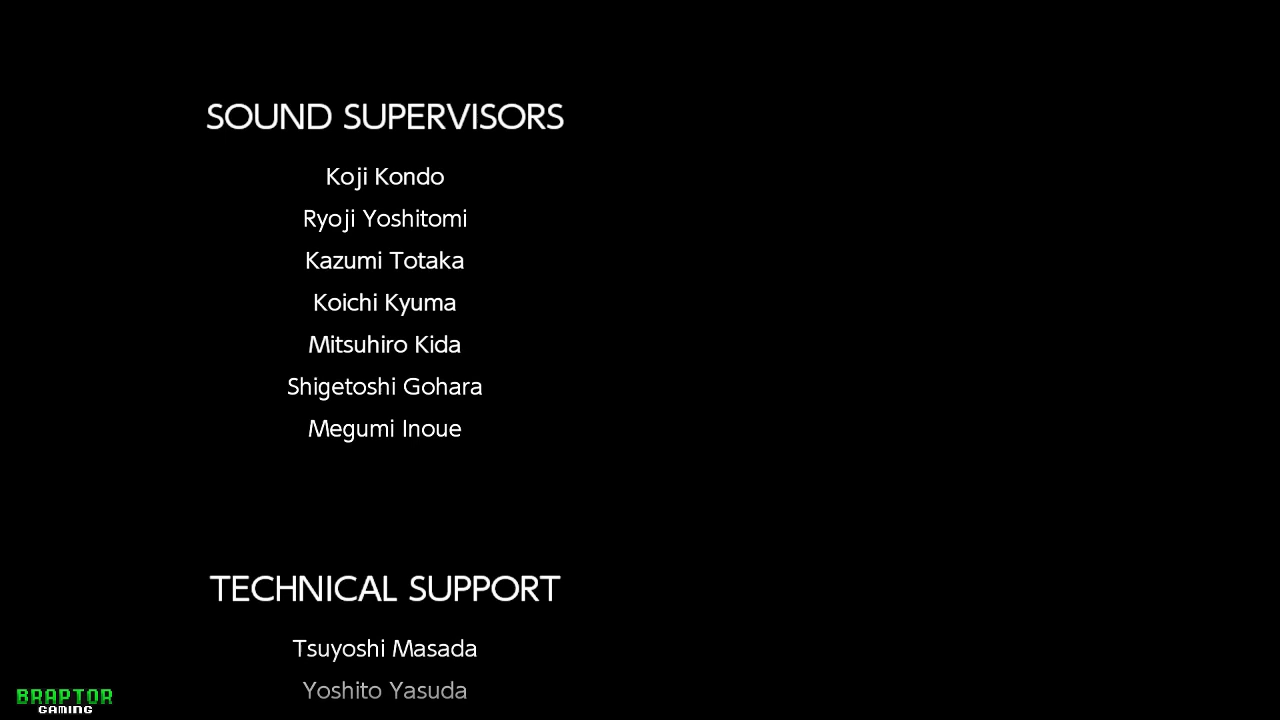 SOUND SUPERVISORS
Koji Kondo
Ryoji Yoshitomi
Kazumi Totaka
Koichi Kyuma
Mitsuhiro Kida
Shigetoshi Gohara
Megumi Inoue
TECHNICAL SUPPORT
Tsuyoshi Masada
Yoshito Yasuda
BRAPTOR
GAMING